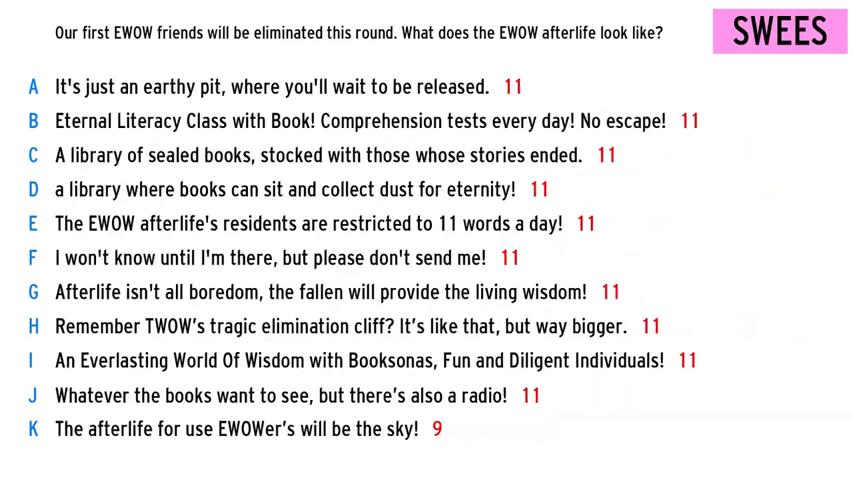 Our first EWOW friends will be eliminated this round. What does the EWOW afterlife look like?
SWEES
A It's just an earthy pit, where you'll wait to be released. 11
B Eternal Literacy Class with Book! Comprehension tests every day! No escape! 11
C A library of sealed books, stocked with those whose stories ended. 11
D a library where books can sit and collect dust for eternity! 11
E The EWOW afterlife's residents are restricted to 11 words a day! 11
F I won't know until I'm there, but please don't send me! 11
G Afterlife isn't all boredom, the fallen will provide the living wisdom! 11
H Remember TWOW’s tragic elimination cliff? It’s like that, but way bigger. 11
I An Everlasting World Of Wisdom with Booksonas, Fun and Diligent Individuals! 11
J Whatever the books want to see, but there’s also a radio! 11
K The afterlife for use EWOWer’s will be the sky! 9